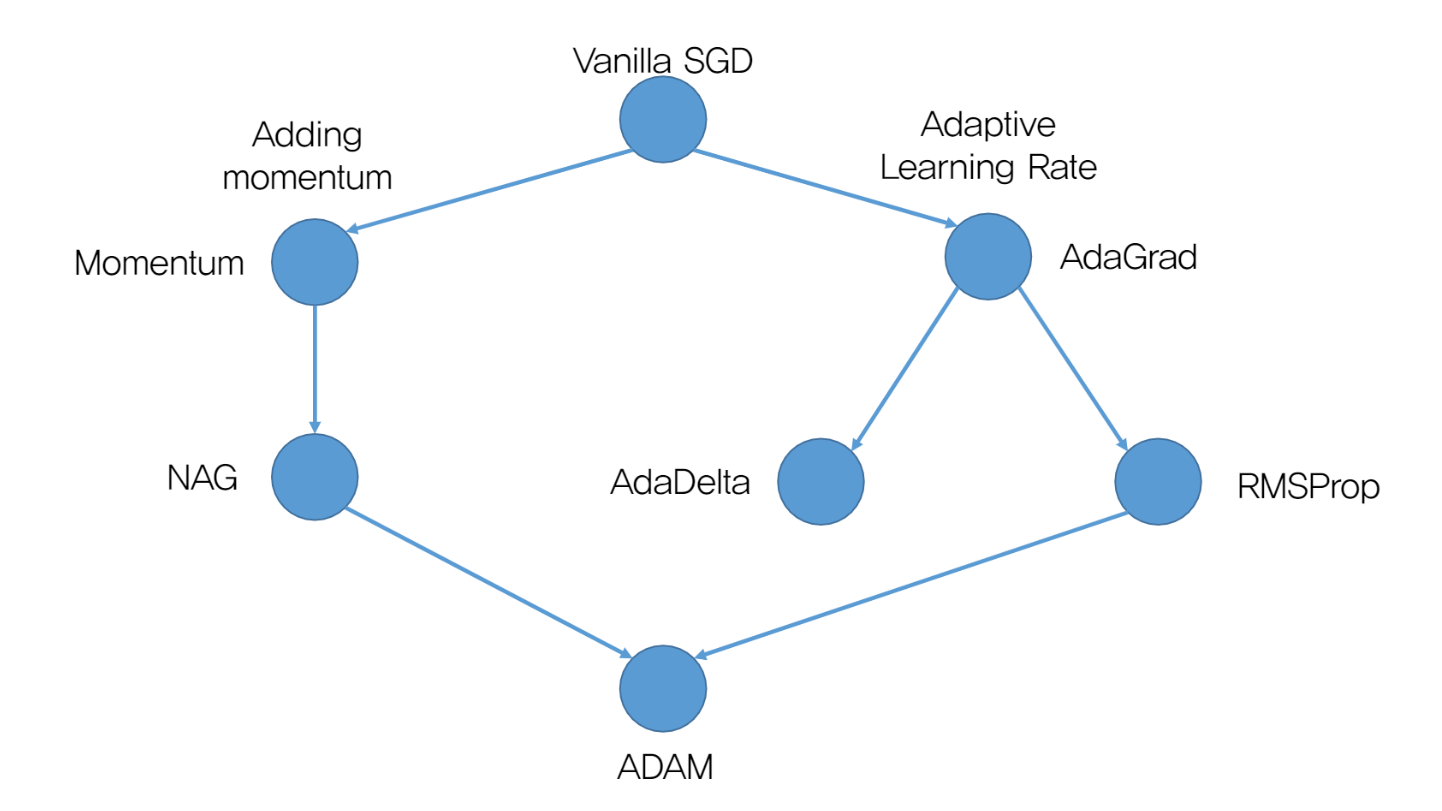 Vanilla SGD
Adding
momentum
Adaptive
Learning Rate
Momentum
AdaGrad
NAG
AdaDelta
RMSProp
ADAM